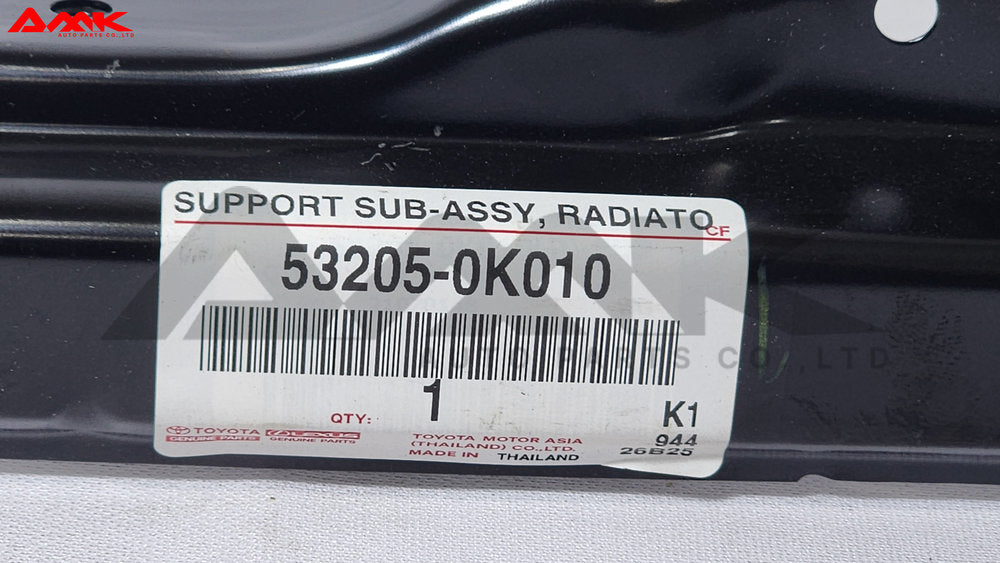 AMK
AUTO PARTS CO.,LTD
SUPPORT SUB-ASSY, RADIATO
CF
53205-0K010
AMK
AUTO PARTS CO.,LTD
1
QTY:
K1
TOYOTA
GENUINE PARTS
LEXUS
GENUINE PARTS
TOYOTA MOTOR ASIA
(THAILAND) CO.,LTD.
MADE IN THAILAND
944
26B25